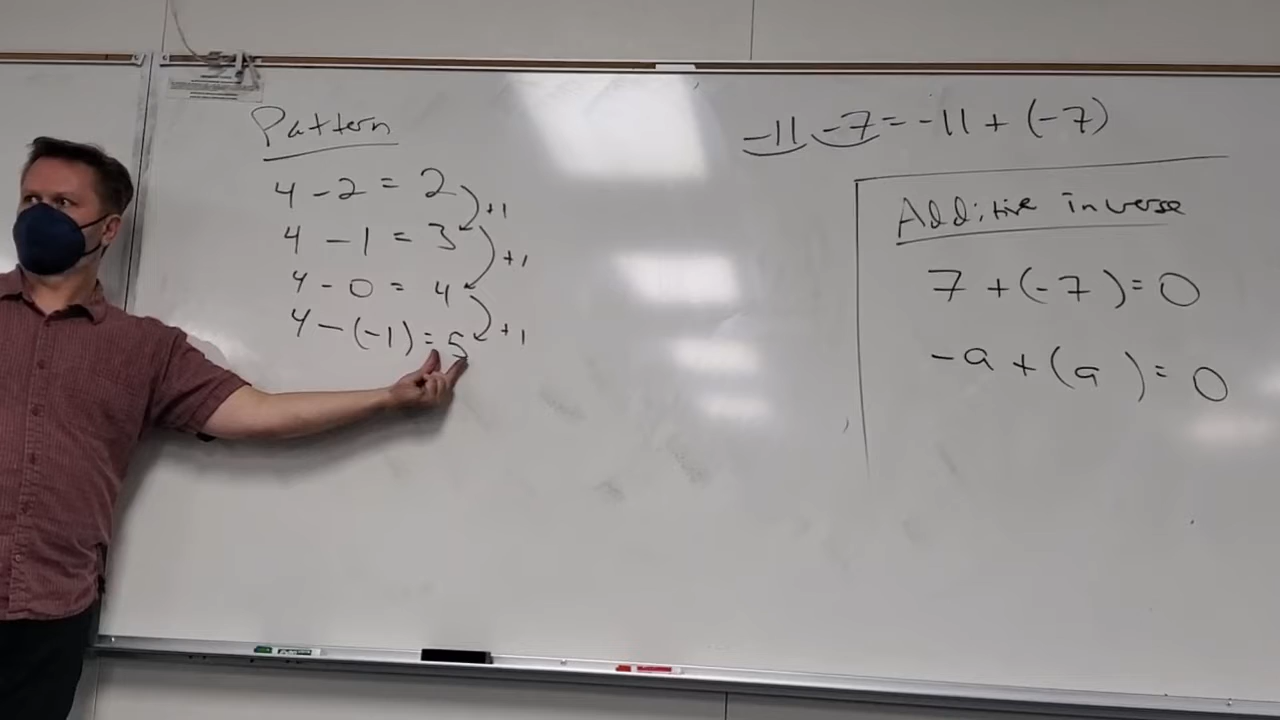 Pattern
4 - 2 = 2
+1
4 - 1 = 3
+1
4 - 0 = 4
+1
4 - (-1) = 5
-11 -7 = -11 + (-7)
Additive inverse
7 + (-7) = 0
-a + (a) = 0